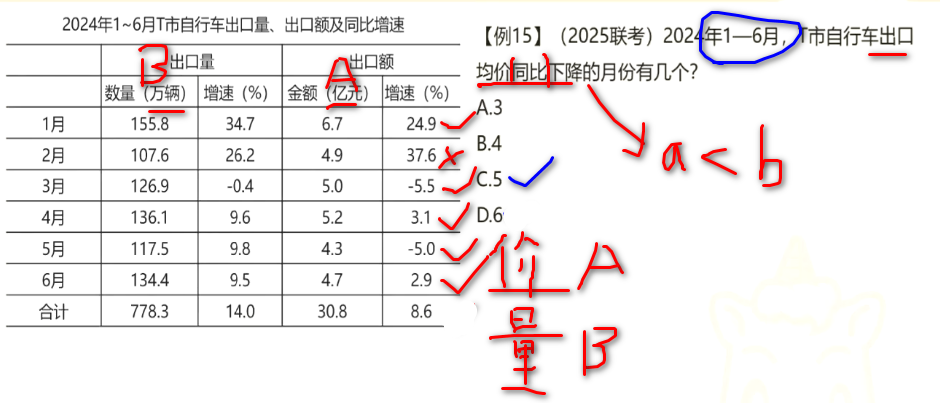 2024年1~6月T市自行车出口量、出口额及同比增速
出口量 出口额
数量（万辆） 增速（%） 金额（亿元） 增速（%）
1月 155.8 34.7 6.7 24.9
2月 107.6 26.2 4.9 37.6
3月 126.9 -0.4 5.0 -5.5
4月 136.1 9.6 5.2 3.1
5月 117.5 9.8 4.3 -5.0
6月 134.4 9.5 4.7 2.9
合计 778.3 14.0 30.8 8.6
B A
【例15】（2025联考）2024年1—6月，T市自行车出口
均价同比下降的月份有几个？
A.3
B.4
C.5
D.6
a<b
价 A
量 B